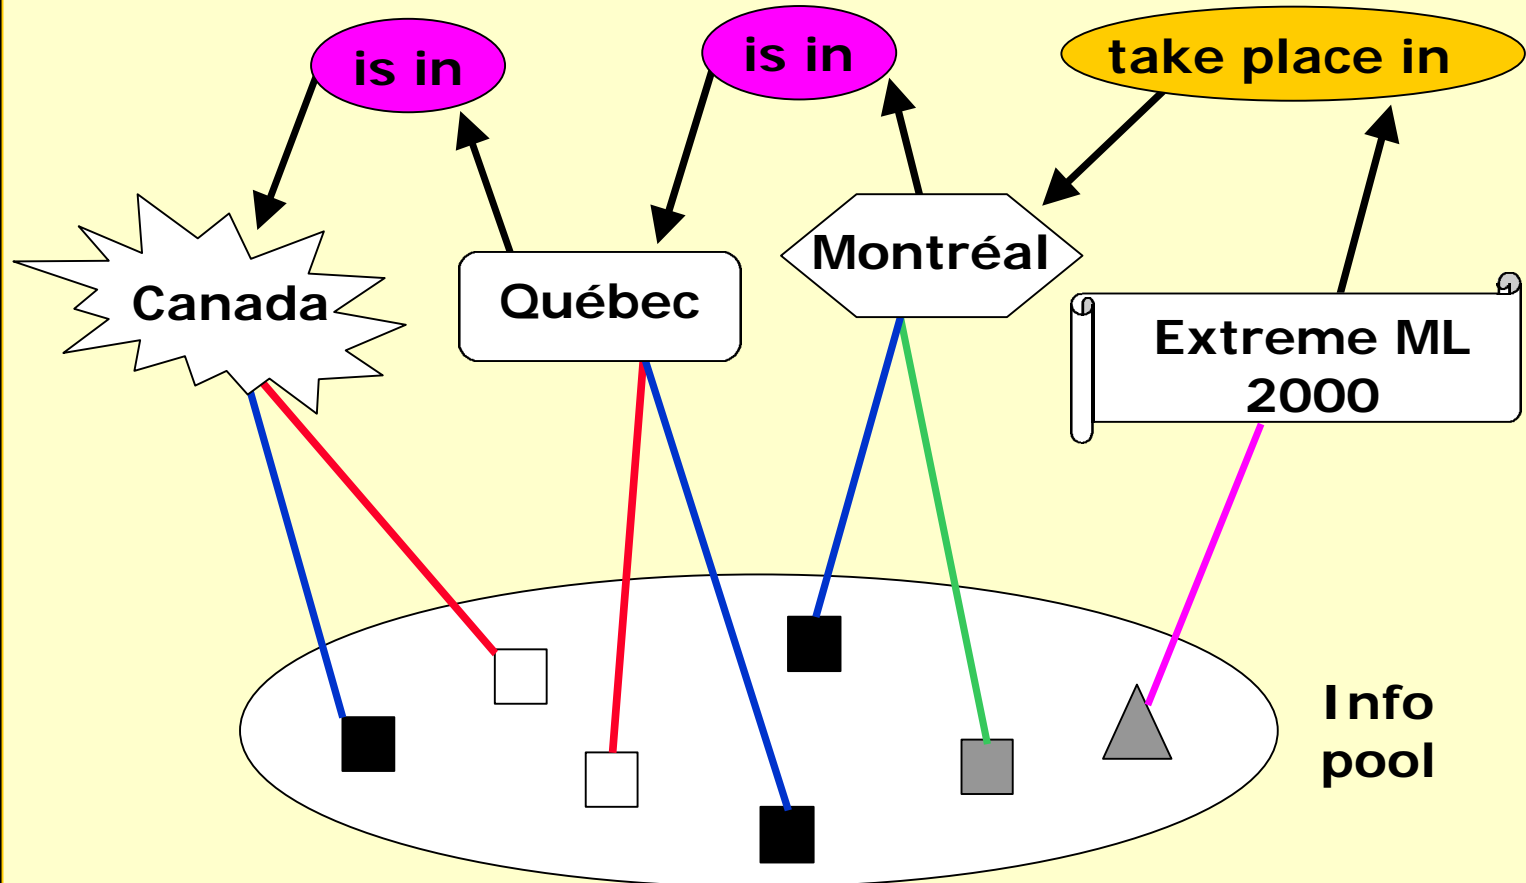 is in
is in
take place in
Canada
Québec
Montréal
Extreme ML
2000
Info
pool